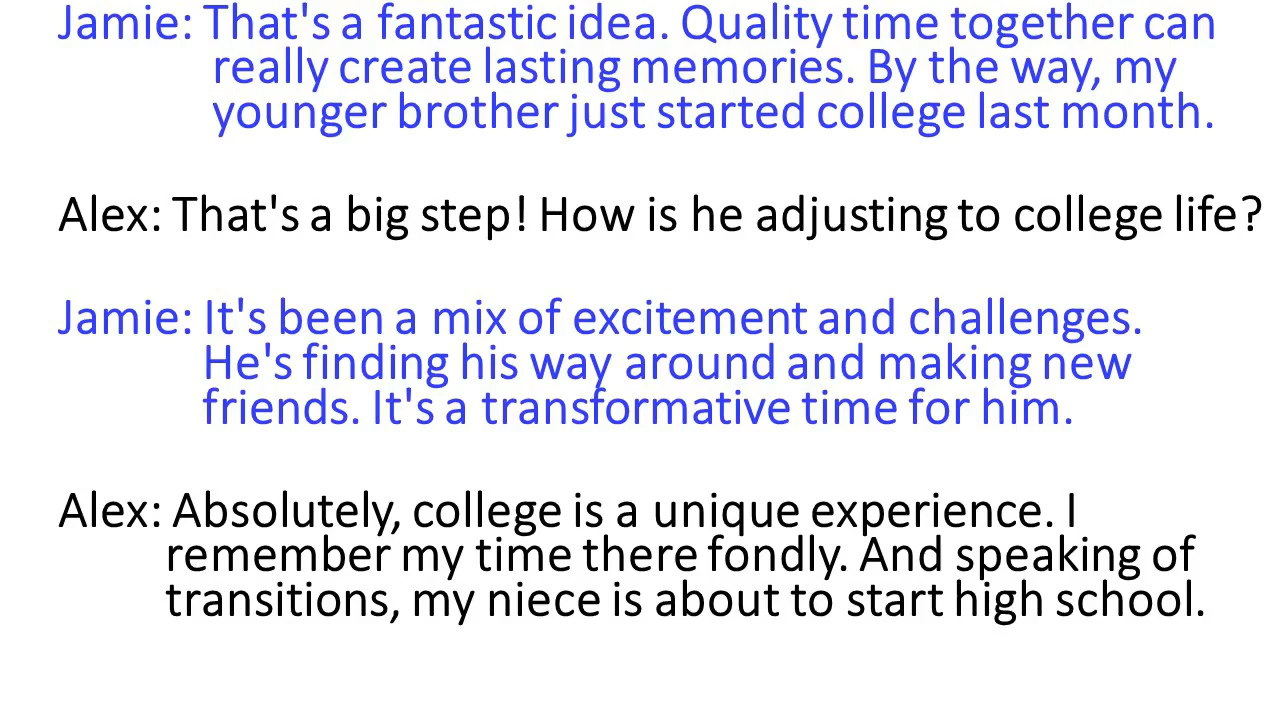 Jamie: That's a fantastic idea. Quality time together can
really create lasting memories. By the way, my
younger brother just started college last month.
Alex: That's a big step! How is he adjusting to college life?
Jamie: It's been a mix of excitement and challenges.
He's finding his way around and making new
friends. It's a transformative time for him.
Alex: Absolutely, college is a unique experience. I
remember my time there fondly. And speaking of
transitions, my niece is about to start high school.